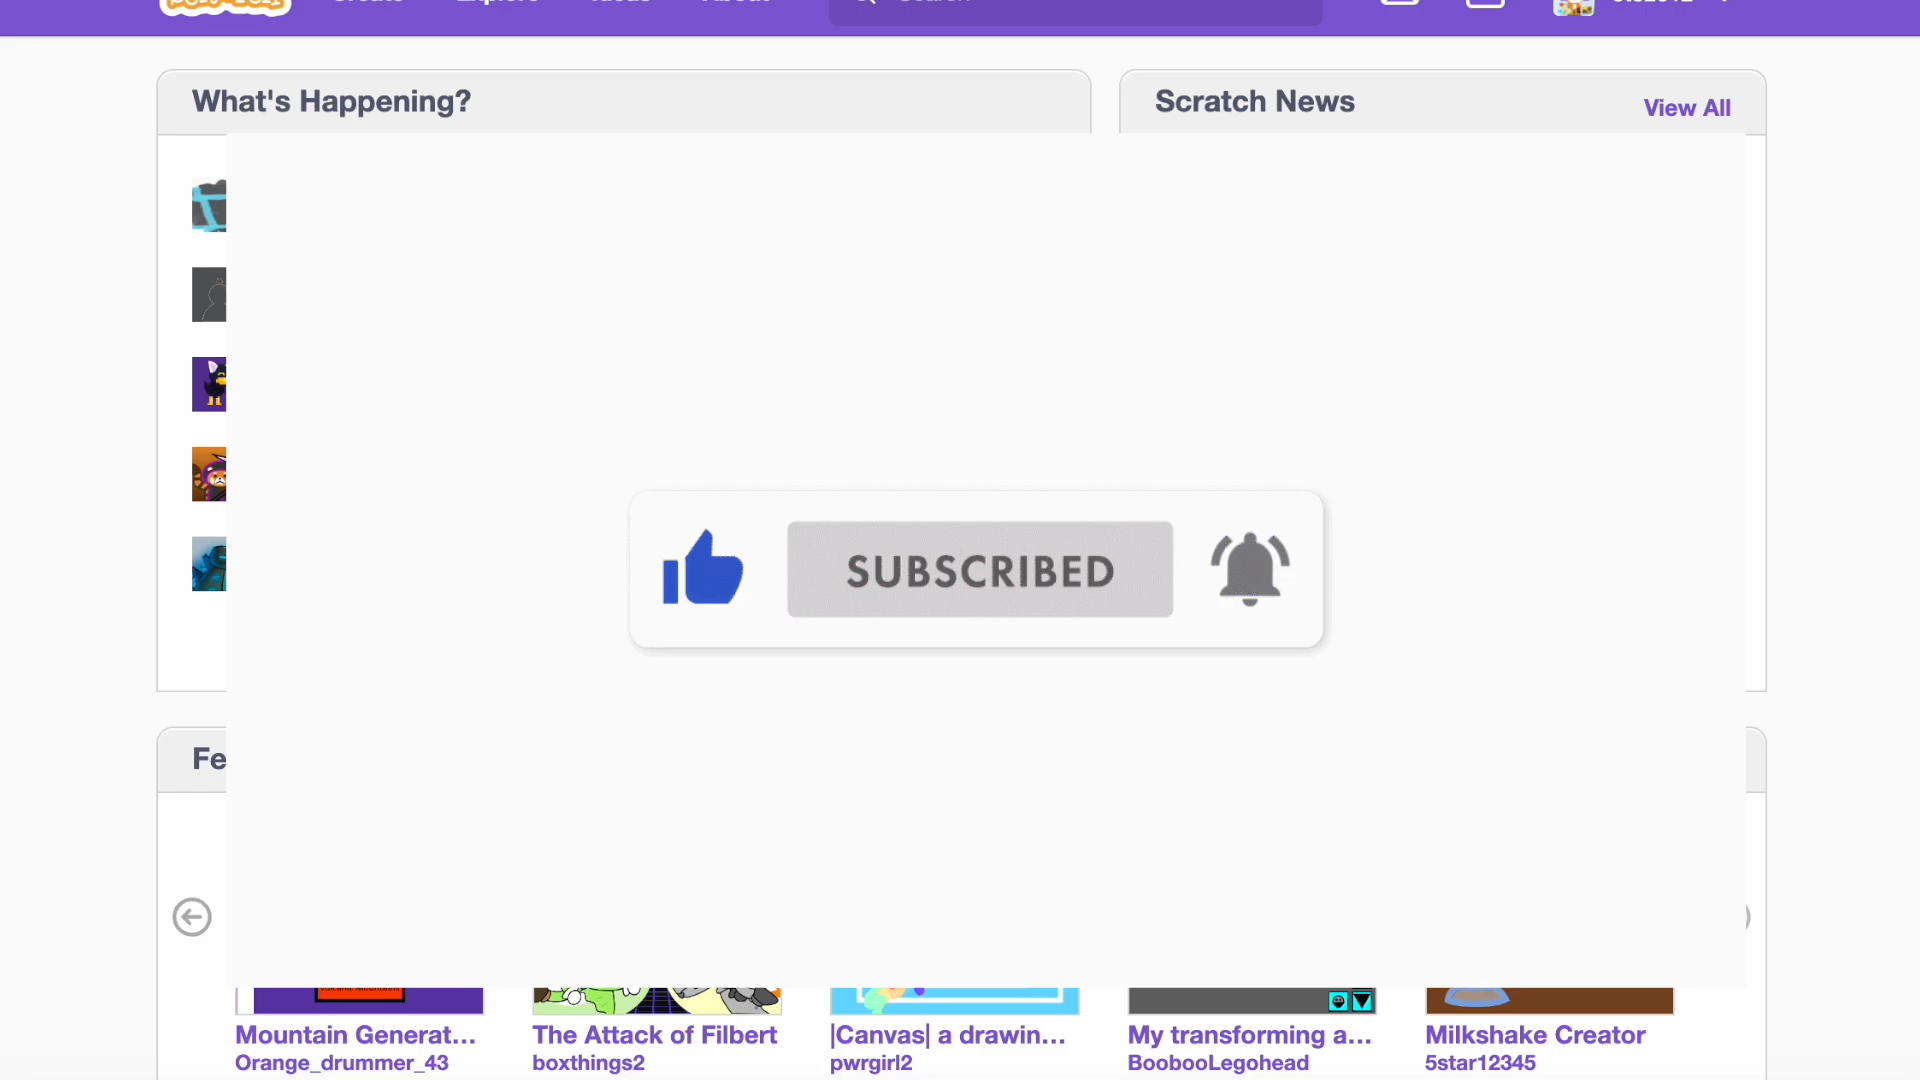 What's Happening?
Scratch News
View All
SUBSCRIBED
Fe
Mountain Generat...
Orange_drummer_43
The Attack of Filbert
boxthings2
|Canvas| a drawin...
pwrgirl2
My transforming a...
BoobooLegohead
Milkshake Creator
5star12345